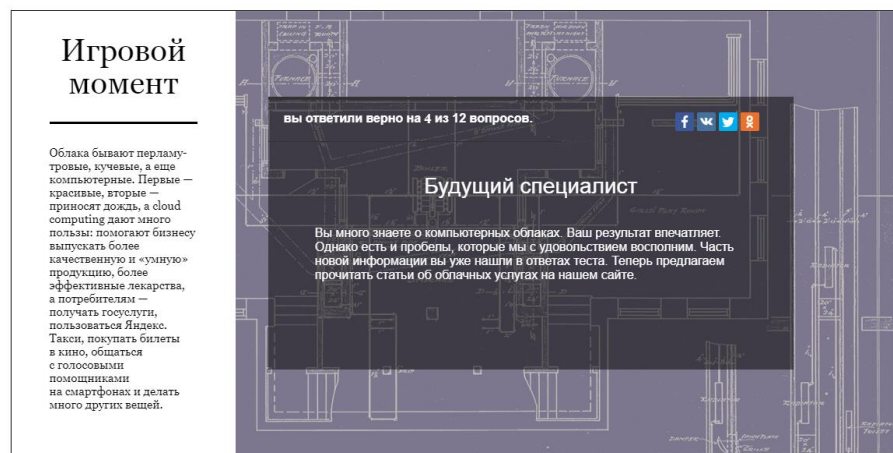 Игровой
момент
Облака бывают перламу-
тровые, кучевые, а еще
компьютерные. Первые —
красивые, вторые —
приносят дождь, а cloud
computing дают много
пользы: помогают бизнесу
выпускать более
качественную и «умную»
продукцию, более
эффективные лекарства,
а потребителям —
получать госуслуги,
пользоваться Яндекс.
Такси, покупать билеты
в кино, общаться
с голосовыми
помощниками
на смартфонах и делать
много других вещей.
вы ответили верно на 4 из 12 вопросов.
Будущий специалист
Вы много знаете о компьютерных облаках. Ваш результат впечатляет.
Однако есть и пробелы, которые мы с удовольствием восполним. Часть
новой информации вы уже нашли в ответах теста. Теперь предлагаем
прочитать статьи об облачных услугах на нашем сайте.